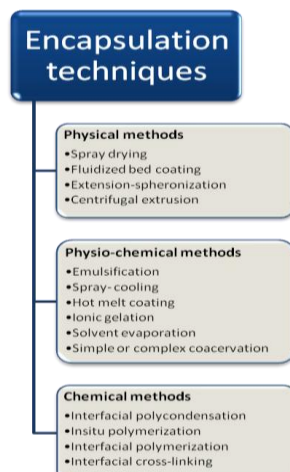 Encapsulation
techniques
Physical methods
•Spray drying
•Fluidized bed coating
•Extension-spheronization
•Centrifugal extrusion
Physio-chemical methods
•Emulsification
•Spray-cooling
•Hot melt coating
•Ionic gelation
•Solvent evaporation
•Simple or complex coacervation
Chemical methods
•Interfacial polycondensation
•Insitu polymerization
•Interfacial polymerization
•Interfacial cross-linking